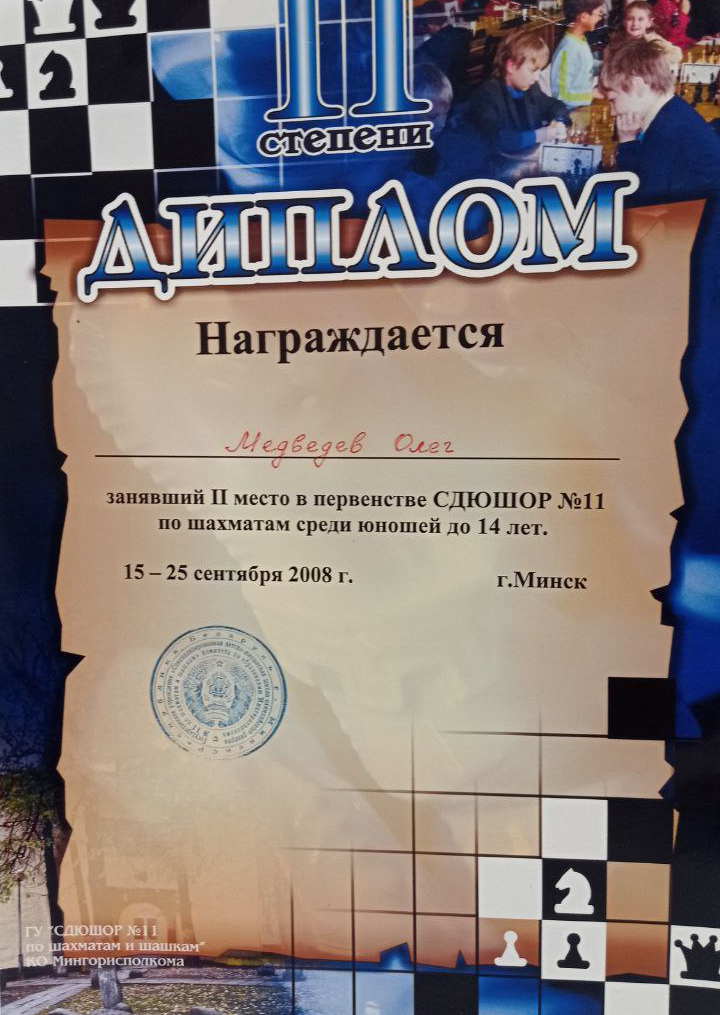 II
степени
ДИПЛОМ
Награждается
Медведев Олег
занявший II место в первенстве СДЮШОР №11
по шахматам среди юношей до 14 лет.
15 – 25 сентября 2008 г.
г.Минск
ГУ "СДЮШОР №11
по шахматам и шашкам"
КО Мингорисполкома